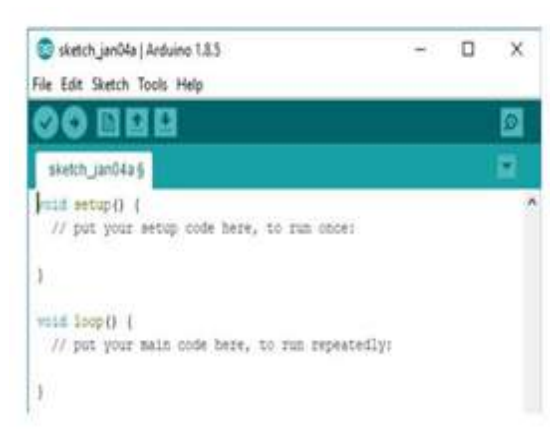 sketch_jan04a | Arduino 1.8.5
File Edit Sketch Tools Help
sketch_jan04a §
void setup() {
// put your setup code here, to run once:
}
void loop() {
// put your main code here, to run repeatedly:
}